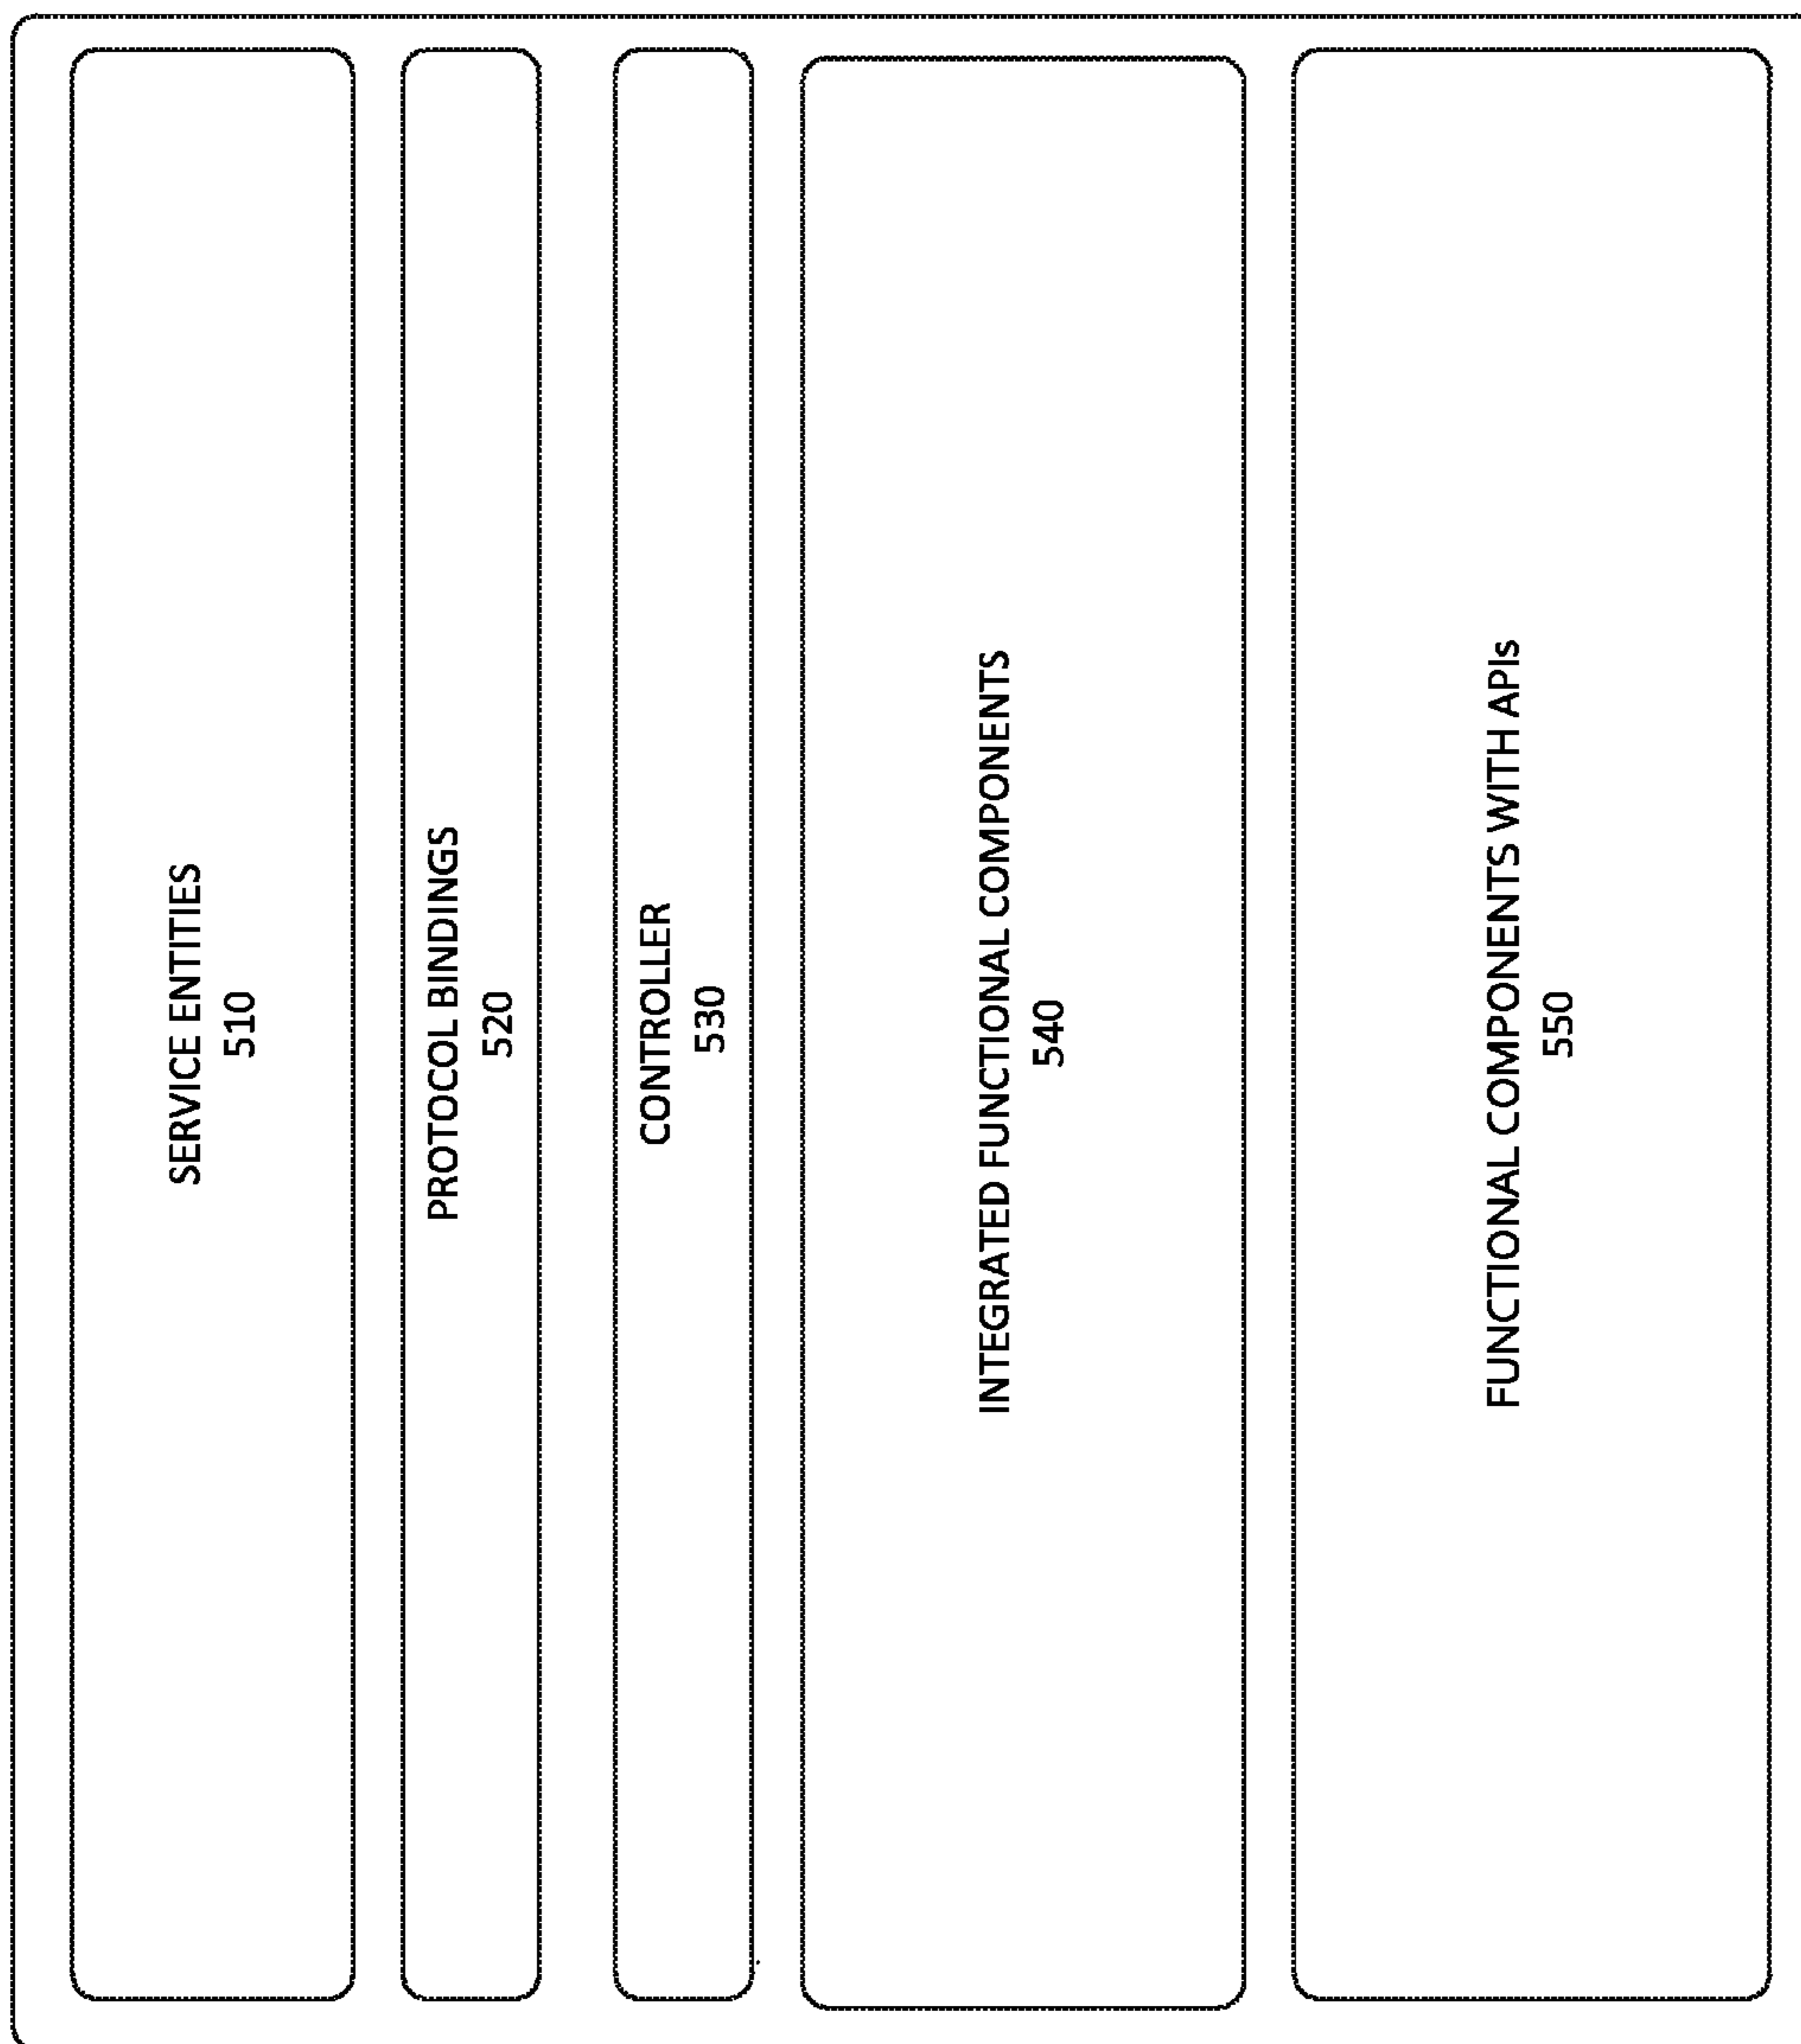 SERVICE ENTITIES
510
PROTOCOL BINDINGS
520
CONTROLLER
530
INTEGRATED FUNCTIONAL COMPONENTS
540
FUNCTIONAL COMPONENTS WITH APIs
550